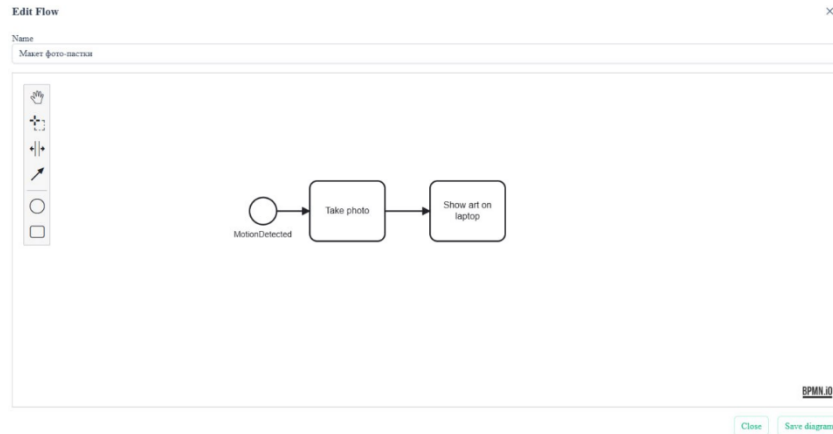 Edit Flow
Name
Макет фото-пастки
Take photo
Show art on
laptop
MotionDetected
BPMN.iO
Close
Save diagram